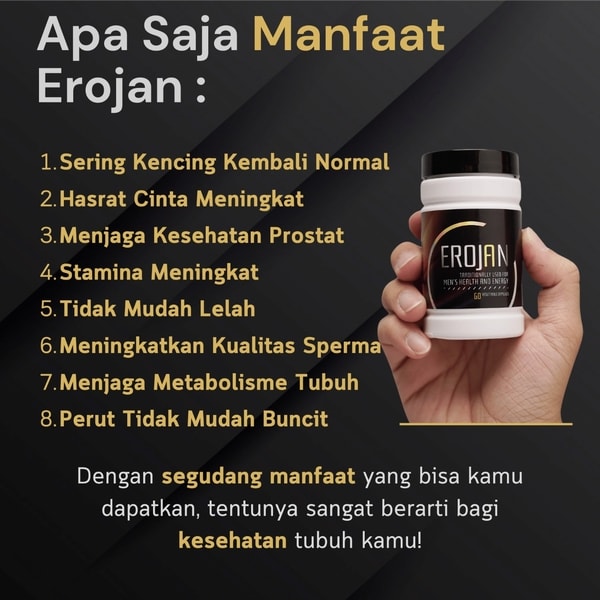 Apa Saja Manfaat
Erojan :
1. Sering Kencing Kembali Normal
2. Hasrat Cinta Meningkat
3. Menjaga Kesehatan Prostat
4. Stamina Meningkat
5. Tidak Mudah Lelah
6. Meningkatkan Kualitas Sperma
7. Menjaga Metabolisme Tubuh
8. Perut Tidak Mudah Buncit
EROJAN
TRADITIONALLY USED FOR
MEN'S HEALTH AND ENERGY
60
Dengan segudang manfaat yang bisa kamu
dapatkan, tentunya sangat berarti bagi
kesehatan tubuh kamu!